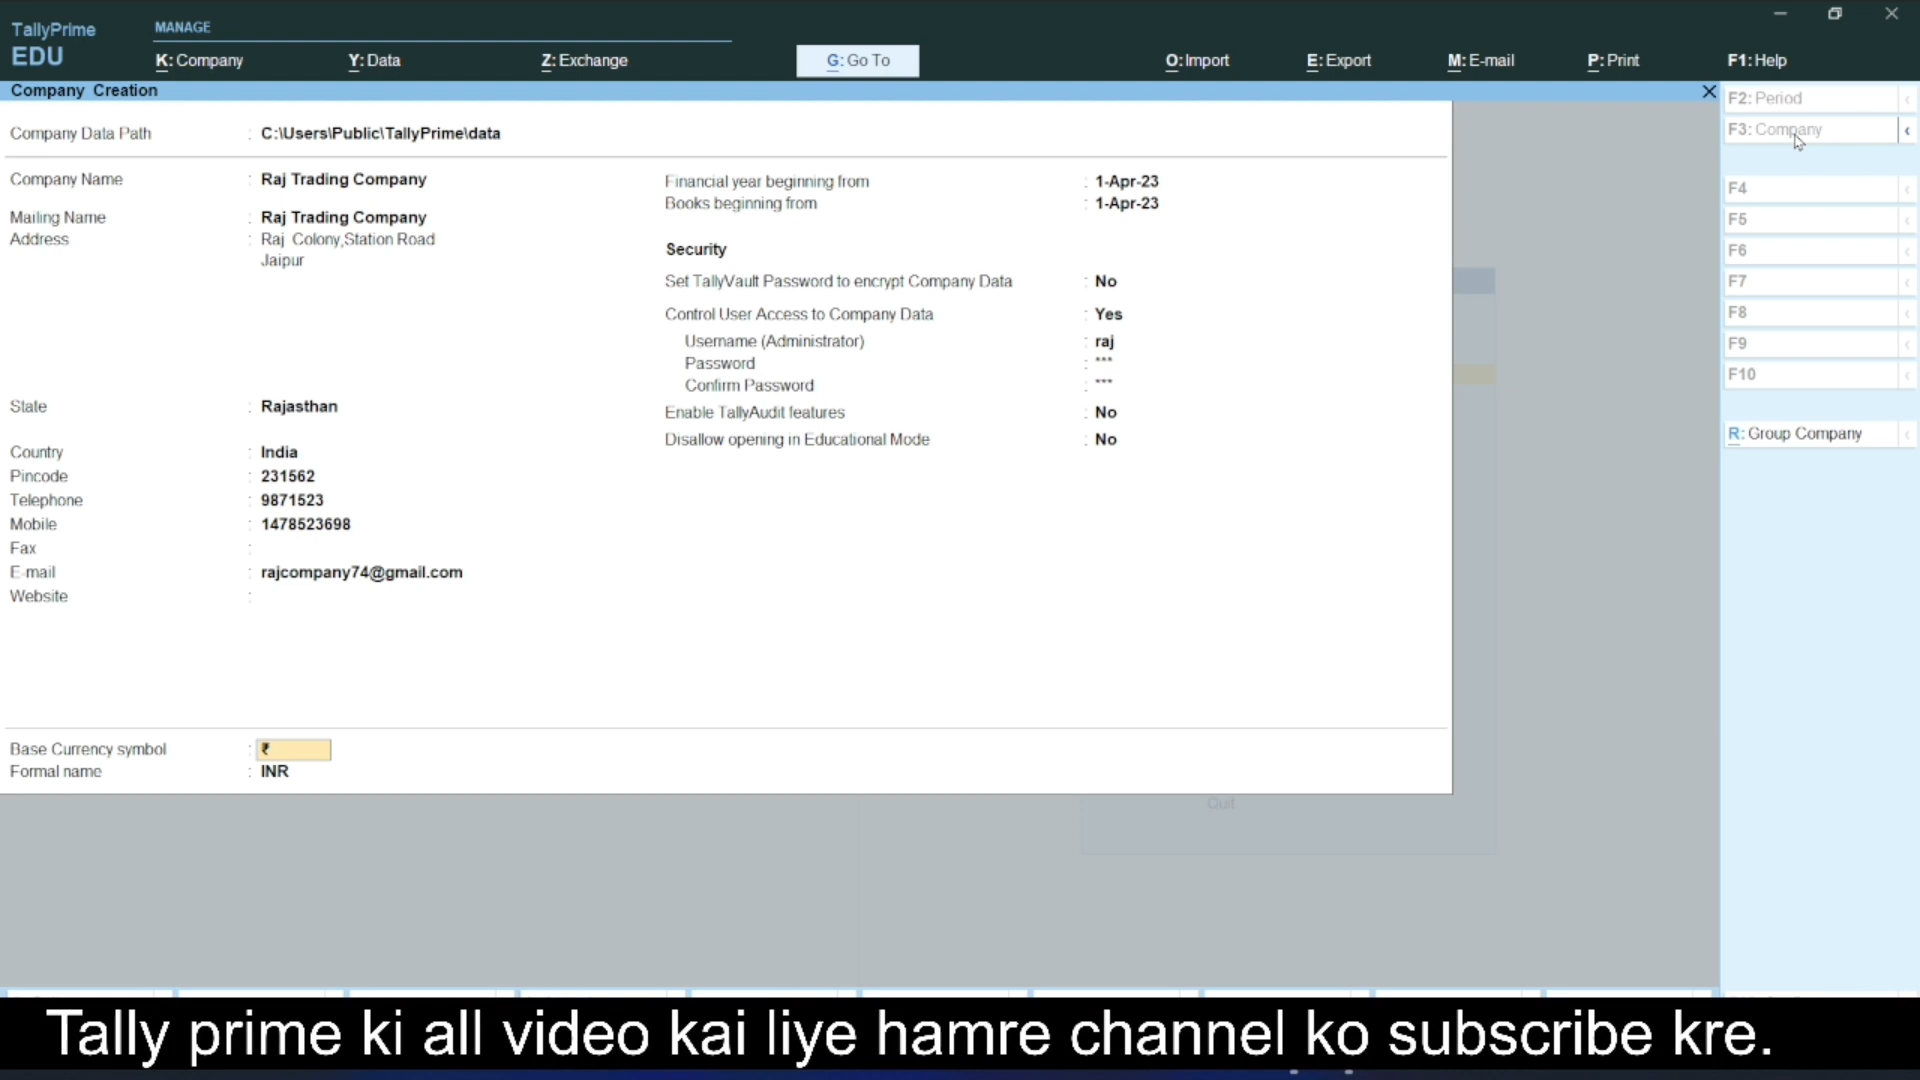 TallyPrime
EDU
MANAGE
K: Company
Y: Data
Z: Exchange
G: Go To
O: Import
E: Export
M: E-mail
P: Print
F1: Help
Company Creation
Company Data Path : C:\Users\Public\TallyPrime\data
Company Name : Raj Trading Company
Mailing Name : Raj Trading Company
Address : Raj Colony,Station Road
Jaipur
State : Rajasthan
Country : India
Pincode : 231562
Telephone : 9871523
Mobile : 1478523698
Fax :
E-mail : rajcompany74@gmail.com
Website :
Financial year beginning from : 1-Apr-23
Books beginning from : 1-Apr-23
Security
Set TallyVault Password to encrypt Company Data : No
Control User Access to Company Data : Yes
Username (Administrator) : raj
Password : ***
Confirm Password : ***
Enable TallyAudit features : No
Disallow opening in Educational Mode : No
Base Currency symbol : ₹
Formal name : INR
Quit
F2: Period
F3: Company
F4
F5
F6
F7
F8
F9
F10
R: Group Company
Tally prime ki all video kai liye hamre channel ko subscribe kre.